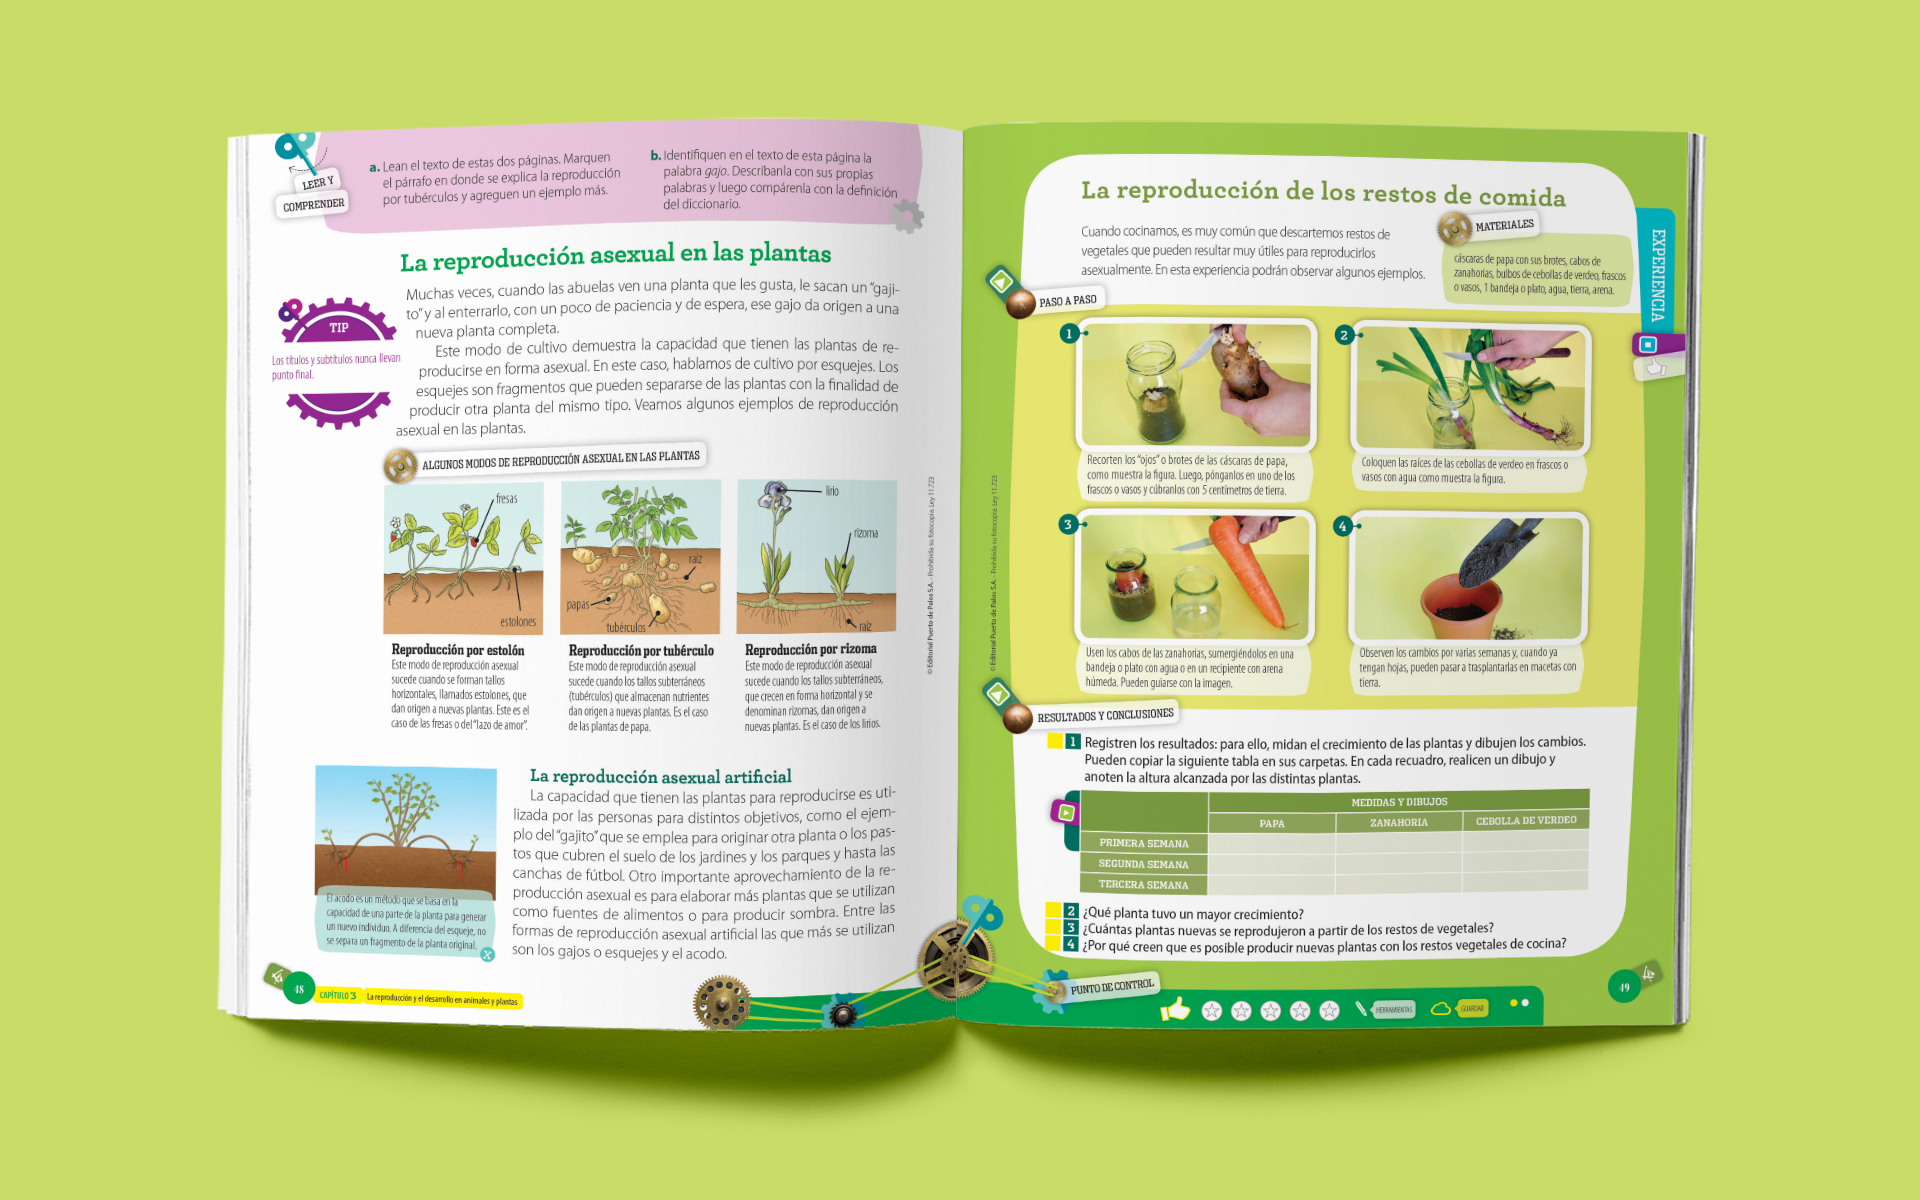 LEER Y
COMPRENDER
a. Lean el texto de estas dos páginas. Marquen
el párrafo en donde se explica la reproducción
por tubérculos y agreguen un ejemplo más.
b. Identifiquen en el texto de esta página la
palabra gajo. Descríbanla con sus propias
palabras y luego compárenla con la definición
del diccionario.
La reproducción asexual en las plantas
Muchas veces, cuando las abuelas ven una planta que les gusta, le sacan un "gaji-
to" y al enterrarlo, con un poco de paciencia y de espera, ese gajo da origen a una
nueva planta completa.
Este modo de cultivo demuestra la capacidad que tienen las plantas de re-
producirse en forma asexual. En este caso, hablamos de cultivo por esquejes. Los
esquejes son fragmentos que pueden separarse de las plantas con la finalidad de
producir otra planta del mismo tipo. Veamos algunos ejemplos de reproducción
asexual en las plantas.
TIP
Los títulos y subtítulos nunca llevan
punto final.
ALGUNOS MODOS DE REPRODUCCIÓN ASEXUAL EN LAS PLANTAS
fresas
estolones
raíz
papas
tubérculos
lirio
rizoma
raíz
Reproducción por estolón
Este modo de reproducción asexual
sucede cuando se forman tallos
horizontales, llamados estolones, que
dan origen a nuevas plantas. Este es el
caso de las fresas o del "lazo de amor".
Reproducción por tubérculo
Este modo de reproducción asexual
sucede cuando los tallos subterráneos
(tubérculos) que almacenan nutrientes
dan origen a nuevas plantas. Es el caso
de las plantas de papa.
Reproducción por rizoma
Este modo de reproducción asexual
sucede cuando los tallos subterráneos,
que crecen en forma horizontal y se
denominan rizomas, dan origen a
nuevas plantas. Es el caso de los lirios.
La reproducción asexual artificial
La capacidad que tienen las plantas para reproducirse es uti-
lizada por las personas para distintos objetivos, como el ejem-
plo del "gajito" que se emplea para originar otra planta o los pas-
tos que cubren el suelo de los jardines y los parques y hasta las
canchas de fútbol. Otro importante aprovechamiento de la re-
producción asexual es para elaborar más plantas que se utilizan
como fuentes de alimentos o para producir sombra. Entre las
formas de reproducción asexual artificial las que más se utilizan
son los gajos o esquejes y el acodo.
El acodo es un método que se basa en la
capacidad de una parte de la planta para generar
un nuevo individuo. A diferencia del esqueje, no
se separa un fragmento de la planta original.
48
CAPÍTULO 3
La reproducción y el desarrollo en animales y plantas
© Editorial Puerto de Palos S.A. - Prohibida su fotocopia. Ley 11.723
© Editorial Puerto de Palos S.A. - Prohibida su fotocopia. Ley 11.723
La reproducción de los restos de comida
Cuando cocinamos, es muy común que descartemos restos de
vegetales que pueden resultar muy útiles para reproducirlos
asexualmente. En esta experiencia podrán observar algunos ejemplos.
MATERIALES
cáscaras de papa con sus brotes, cabos de
zanahorias, bulbos de cebollas de verdeo, frascos
o vasos, 1 bandeja o plato, agua, tierra, arena.
EXPERIENCIA
PASO A PASO
1
Recorten los "ojos" o brotes de las cáscaras de papa,
como muestra la figura. Luego, pónganlos en uno de los
frascos o vasos y cúbranlos con 5 centímetros de tierra.
2
Coloquen las raíces de las cebollas de verdeo en frascos o
vasos con agua como muestra la figura.
3
Usen los cabos de las zanahorias, sumergiéndolos en una
bandeja o plato con agua o en un recipiente con arena
húmeda. Pueden guiarse con la imagen.
4
Observen los cambios por varias semanas y, cuando ya
tengan hojas, pueden pasar a trasplantarlas en macetas con
tierra.
RESULTADOS Y CONCLUSIONES
1 Registren los resultados: para ello, midan el crecimiento de las plantas y dibujen los cambios.
Pueden copiar la siguiente tabla en sus carpetas. En cada recuadro, realicen un dibujo y
anoten la altura alcanzada por las distintas plantas.
MEDIDAS Y DIBUJOS
PAPA ZANAHORIA CEBOLLA DE VERDEO
PRIMERA SEMANA
SEGUNDA SEMANA
TERCERA SEMANA
2 ¿Qué planta tuvo un mayor crecimiento?
3 ¿Cuántas plantas nuevas se reprodujeron a partir de los restos de vegetales?
4 ¿Por qué creen que es posible producir nuevas plantas con los restos vegetales de cocina?
PUNTO DE CONTROL
HERRAMIENTAS
GUARDAR
49